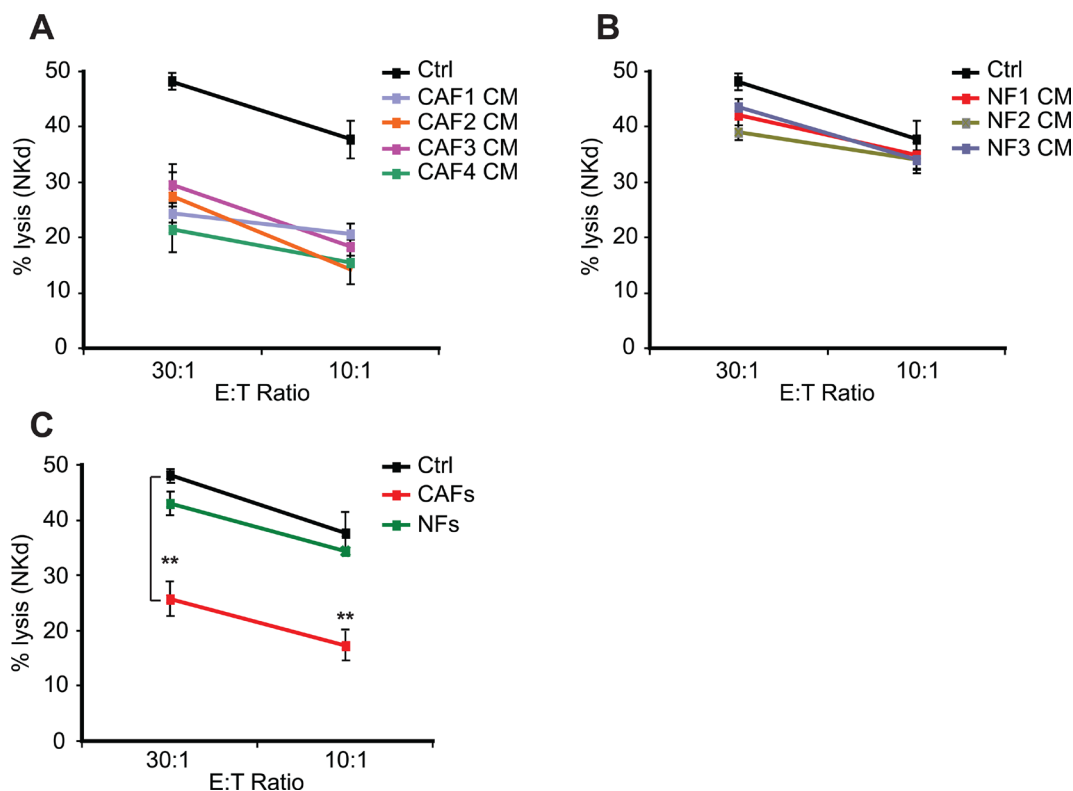 A
50
40
30
20
10
0
% lysis (NKd)
30:1
10:1
E:T Ratio
Ctrl
CAF1 CM
CAF2 CM
CAF3 CM
CAF4 CM
B
50
40
30
20
10
0
% lysis (NKd)
30:1
10:1
E:T Ratio
Ctrl
NF1 CM
NF2 CM
NF3 CM
C
50
40
30
20
10
0
% lysis (NKd)
**
**
30:1
10:1
E:T Ratio
Ctrl
CAFs
NFs